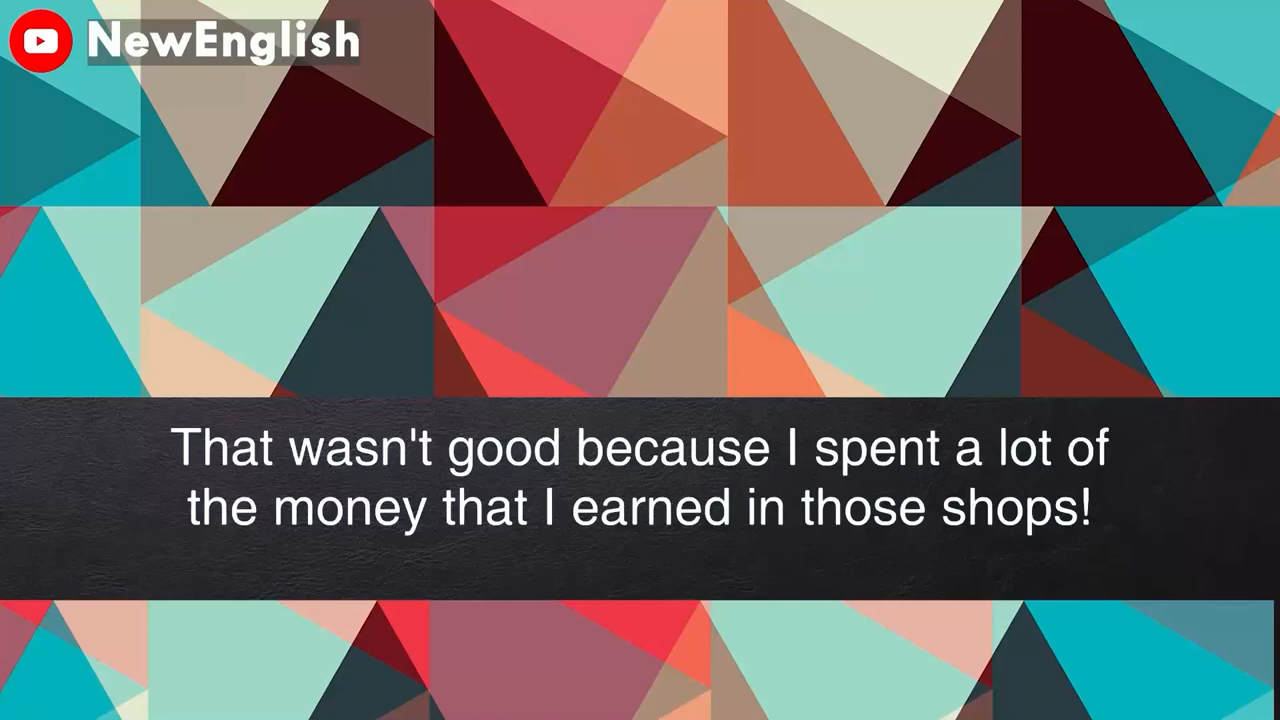 NewEnglish
That wasn't good because I spent a lot of
the money that I earned in those shops!